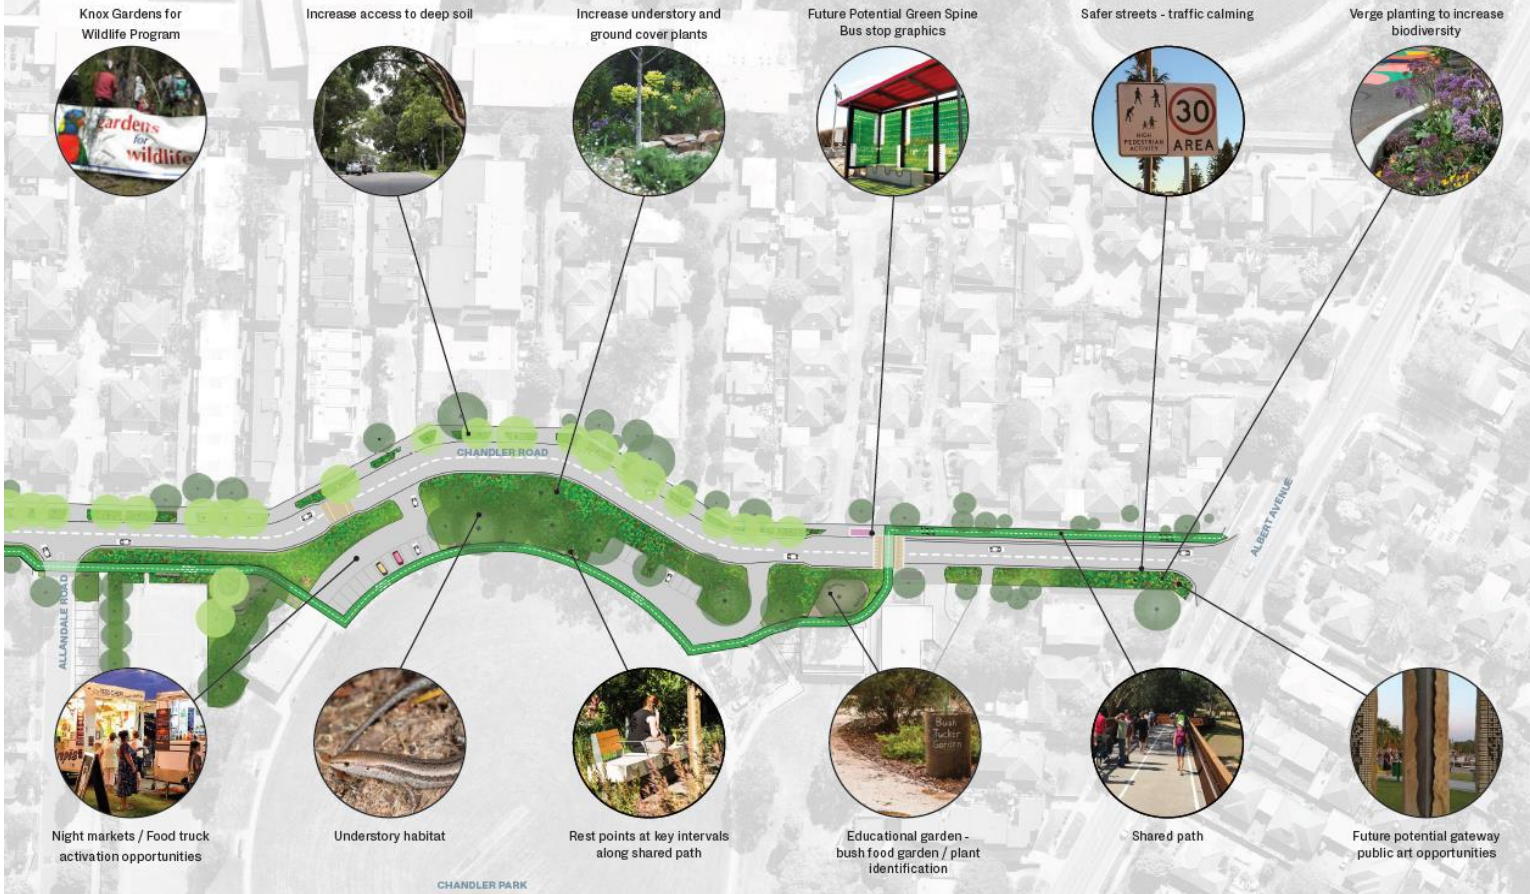 Knox Gardens for
Wildlife Program
Increase access to deep soil
Increase understory and
ground cover plants
Future Potential Green Spine
Bus stop graphics
Safer streets - traffic calming
Verge planting to increase
biodiversity
gardens
for
wildlife
HIGH
PEDESTRIAN
ACTIVITY
30
AREA
CHANDLER ROAD
ALBERT AVENUE
ALLANDALE ROAD
Bush
Tucker
Garden
Night markets / Food truck
activation opportunities
Understory habitat
Rest points at key intervals
along shared path
Educational garden -
bush food garden / plant
identification
Shared path
Future potential gateway
public art opportunities
CHANDLER PARK